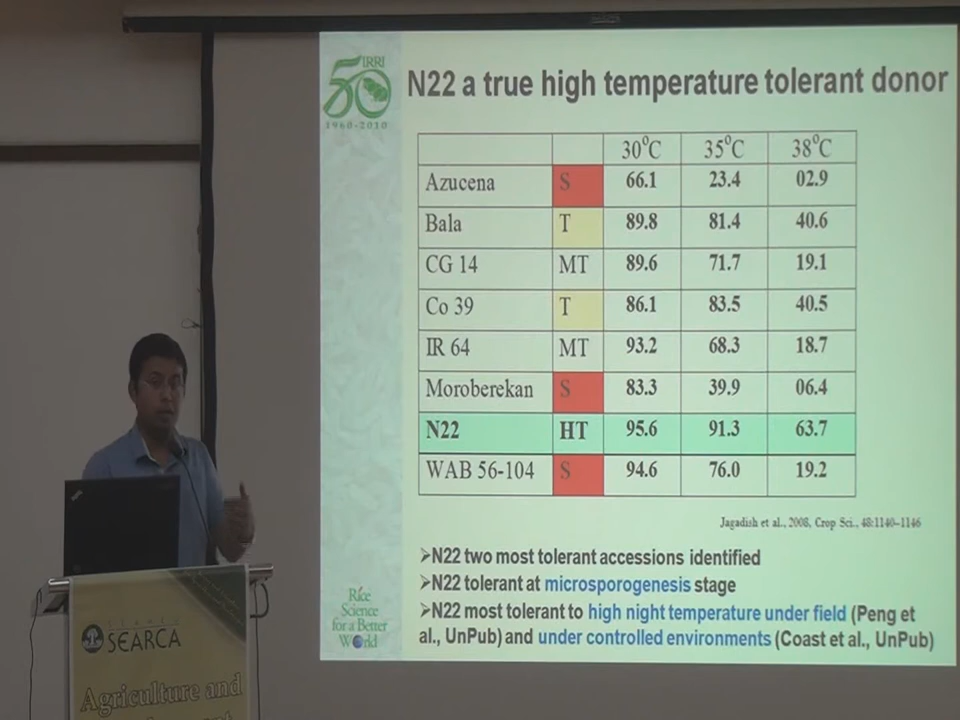 IRRI
50
1960-2010
N22 a true high temperature tolerant donor
30⁰C 35⁰C 38⁰C
Azucena S 66.1 23.4 02.9
Bala T 89.8 81.4 40.6
CG 14 MT 89.6 71.7 19.1
Co 39 T 86.1 83.5 40.5
IR 64 MT 93.2 68.3 18.7
Moroberekan S 83.3 39.9 06.4
N22 HT 95.6 91.3 63.7
WAB 56-104 S 94.6 76.0 19.2
Jagadish et al., 2008, Crop Sci., 48:1140–1146
➢N22 two most tolerant accessions identified
➢N22 tolerant at microsporogenesis stage
➢N22 most tolerant to high night temperature under field (Peng et
al., UnPub) and under controlled environments (Coast et al., UnPub)
Rice
Science
for a Better
World
SEARCA
Agriculture and